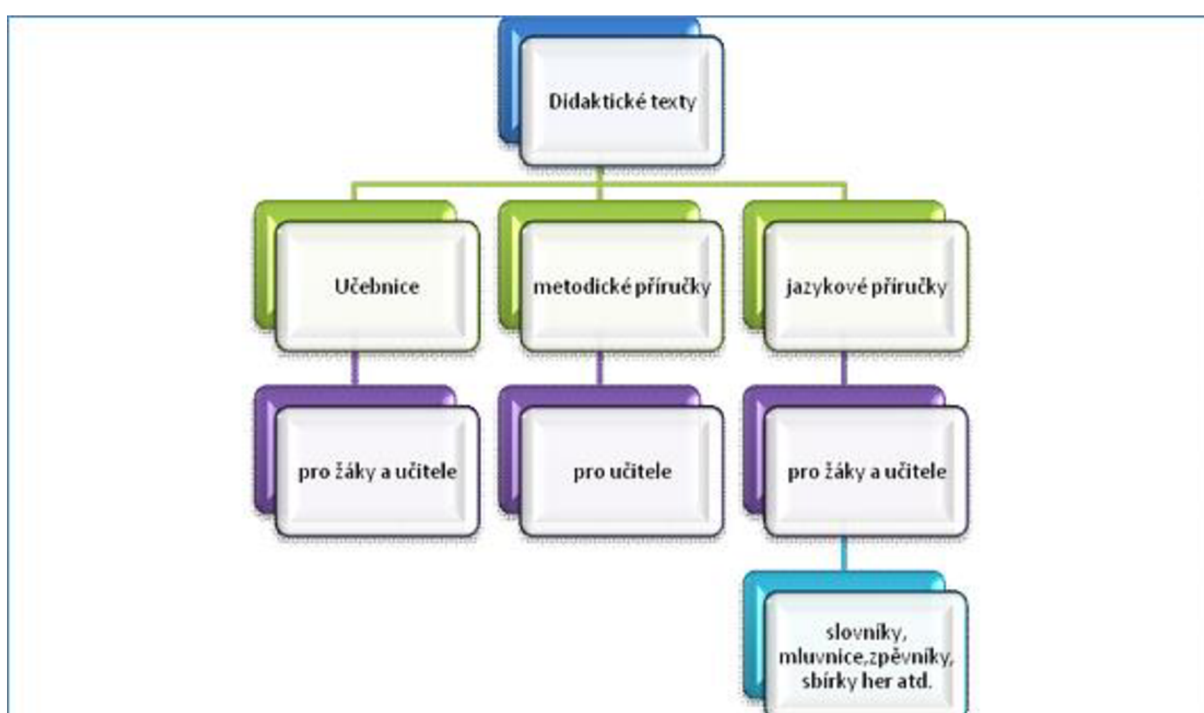 Didaktické texty
Učebnice
metodické příručky
jazykové příručky
pro žáky a učitele
pro učitele
pro žáky a učitele
slovníky,
mluvnice,zpěvníky,
sbírky her atd.